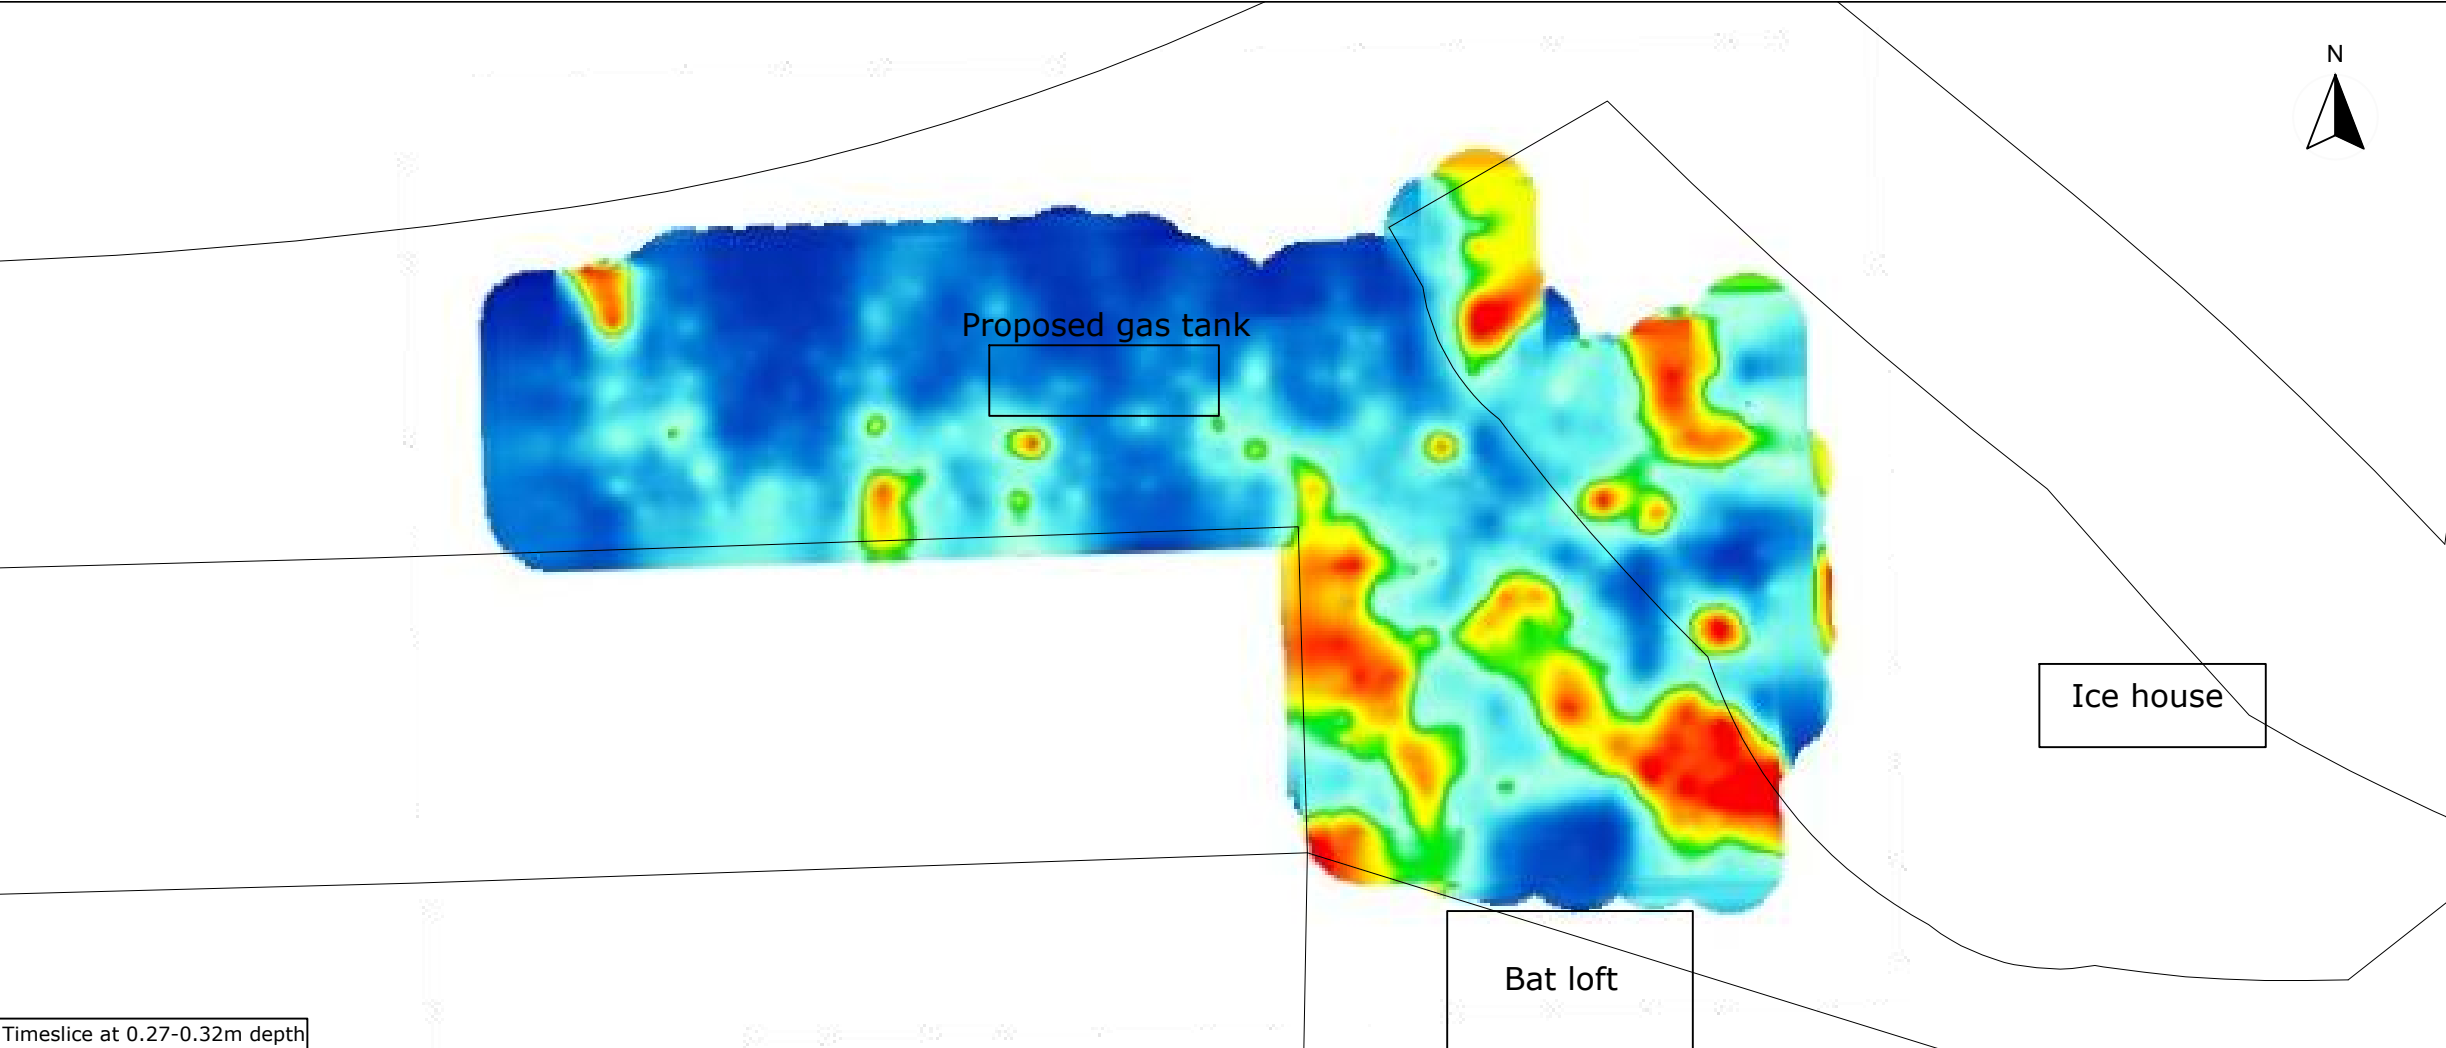 N
Proposed gas tank
Ice house
Bat loft
Timeslice at 0.27-0.32m depth